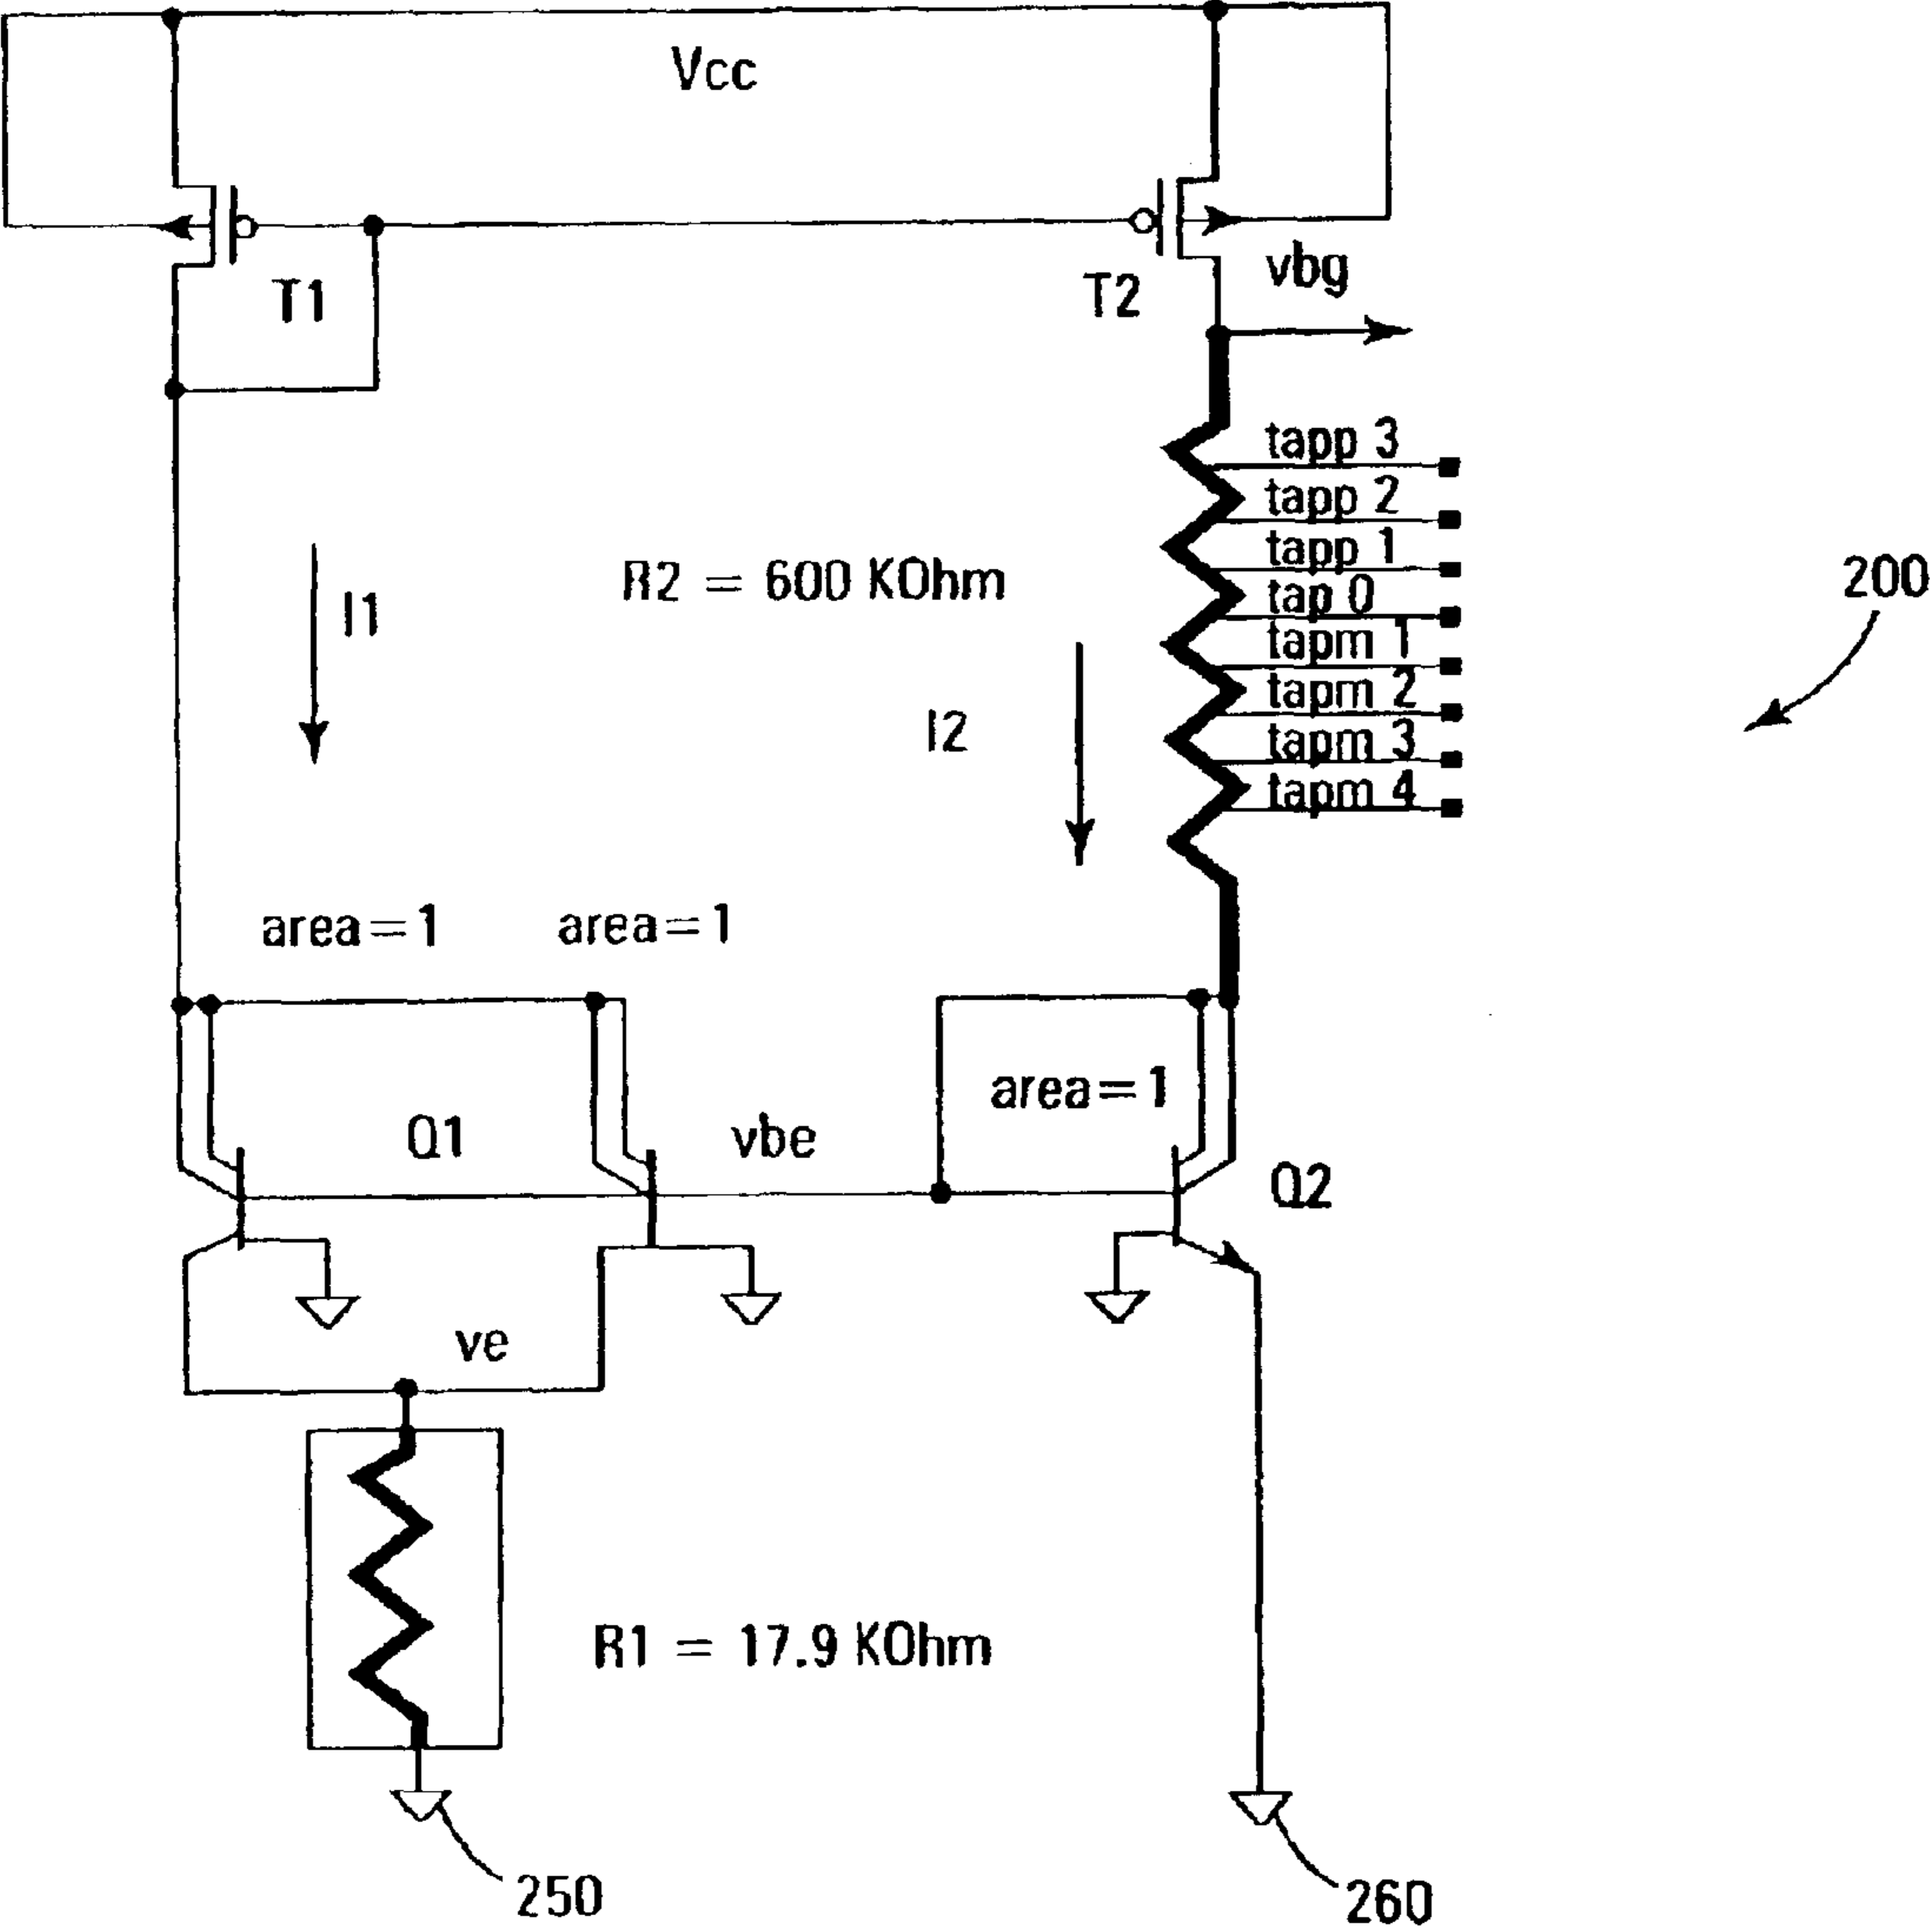 Vcc
T1
T2
vbg
tapp 3
tapp 2
tapp 1
tap 0
tapm 1
tapm 2
tapm 3
tapm 4
R2 = 600 KOhm
I1
I2
200
area=1
area=1
area=1
Q1
vbe
Q2
ve
R1 = 17.9 KOhm
250
260